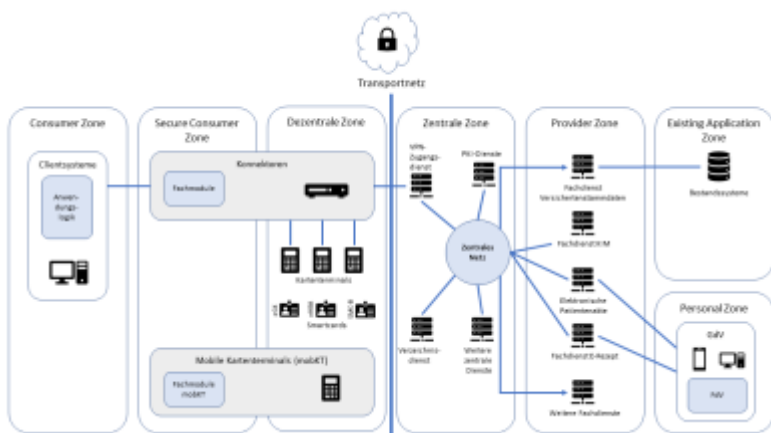 Transportnetz
Consumer Zone
Secure Consumer
Zone
Dezentrale Zone
Zentrale Zone
Provider Zone
Existing Application
Zone
Clientsysteme
Anwen-
dungs-
logik
Konnektoren
Fachmodule
Kartenterminals
Smartcards
Mobile Kartenterminals (mobKT)
Fachmodule
mobKT
VPN-
Zugangs-
dienst
PKI-Dienste
Zentrales
Netz
Verzeichnis-
dienst
Weitere
zentrale
Dienste
Fachdienst
Versichertenstammdaten
Fachdienst KIM
Elektronische
Patientenakte
Fachdienst E-Rezept
Weitere Fachdienste
Bestandssysteme
Personal Zone
FdV